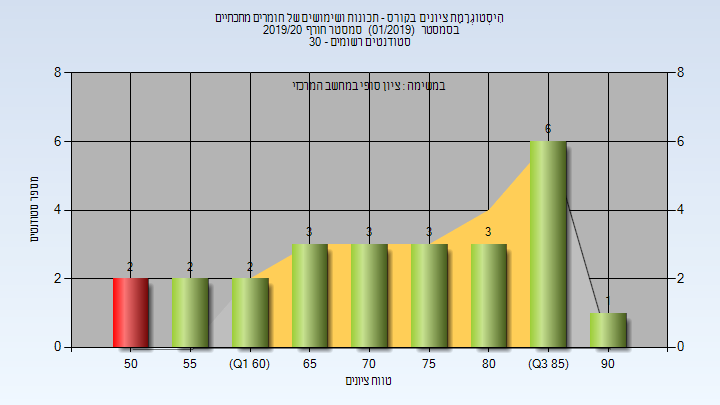 היסטוגרמת ציונים בקורס - תכונות ושימושים של חומרים מתכתיים
בסמסטר (01/2019) סמסטר חורף 2019/20
סטודנטים רשומים - 30
במשימה : ציון סופי במחשב המרכזי
8 8
6 6
4 4
2 2
0 0
מספר סטודנטים
2 2 2 3 3 3 3 6 1
50 55 (Q1 60) 65 70 75 80 (Q3 85) 90
טווח ציונים